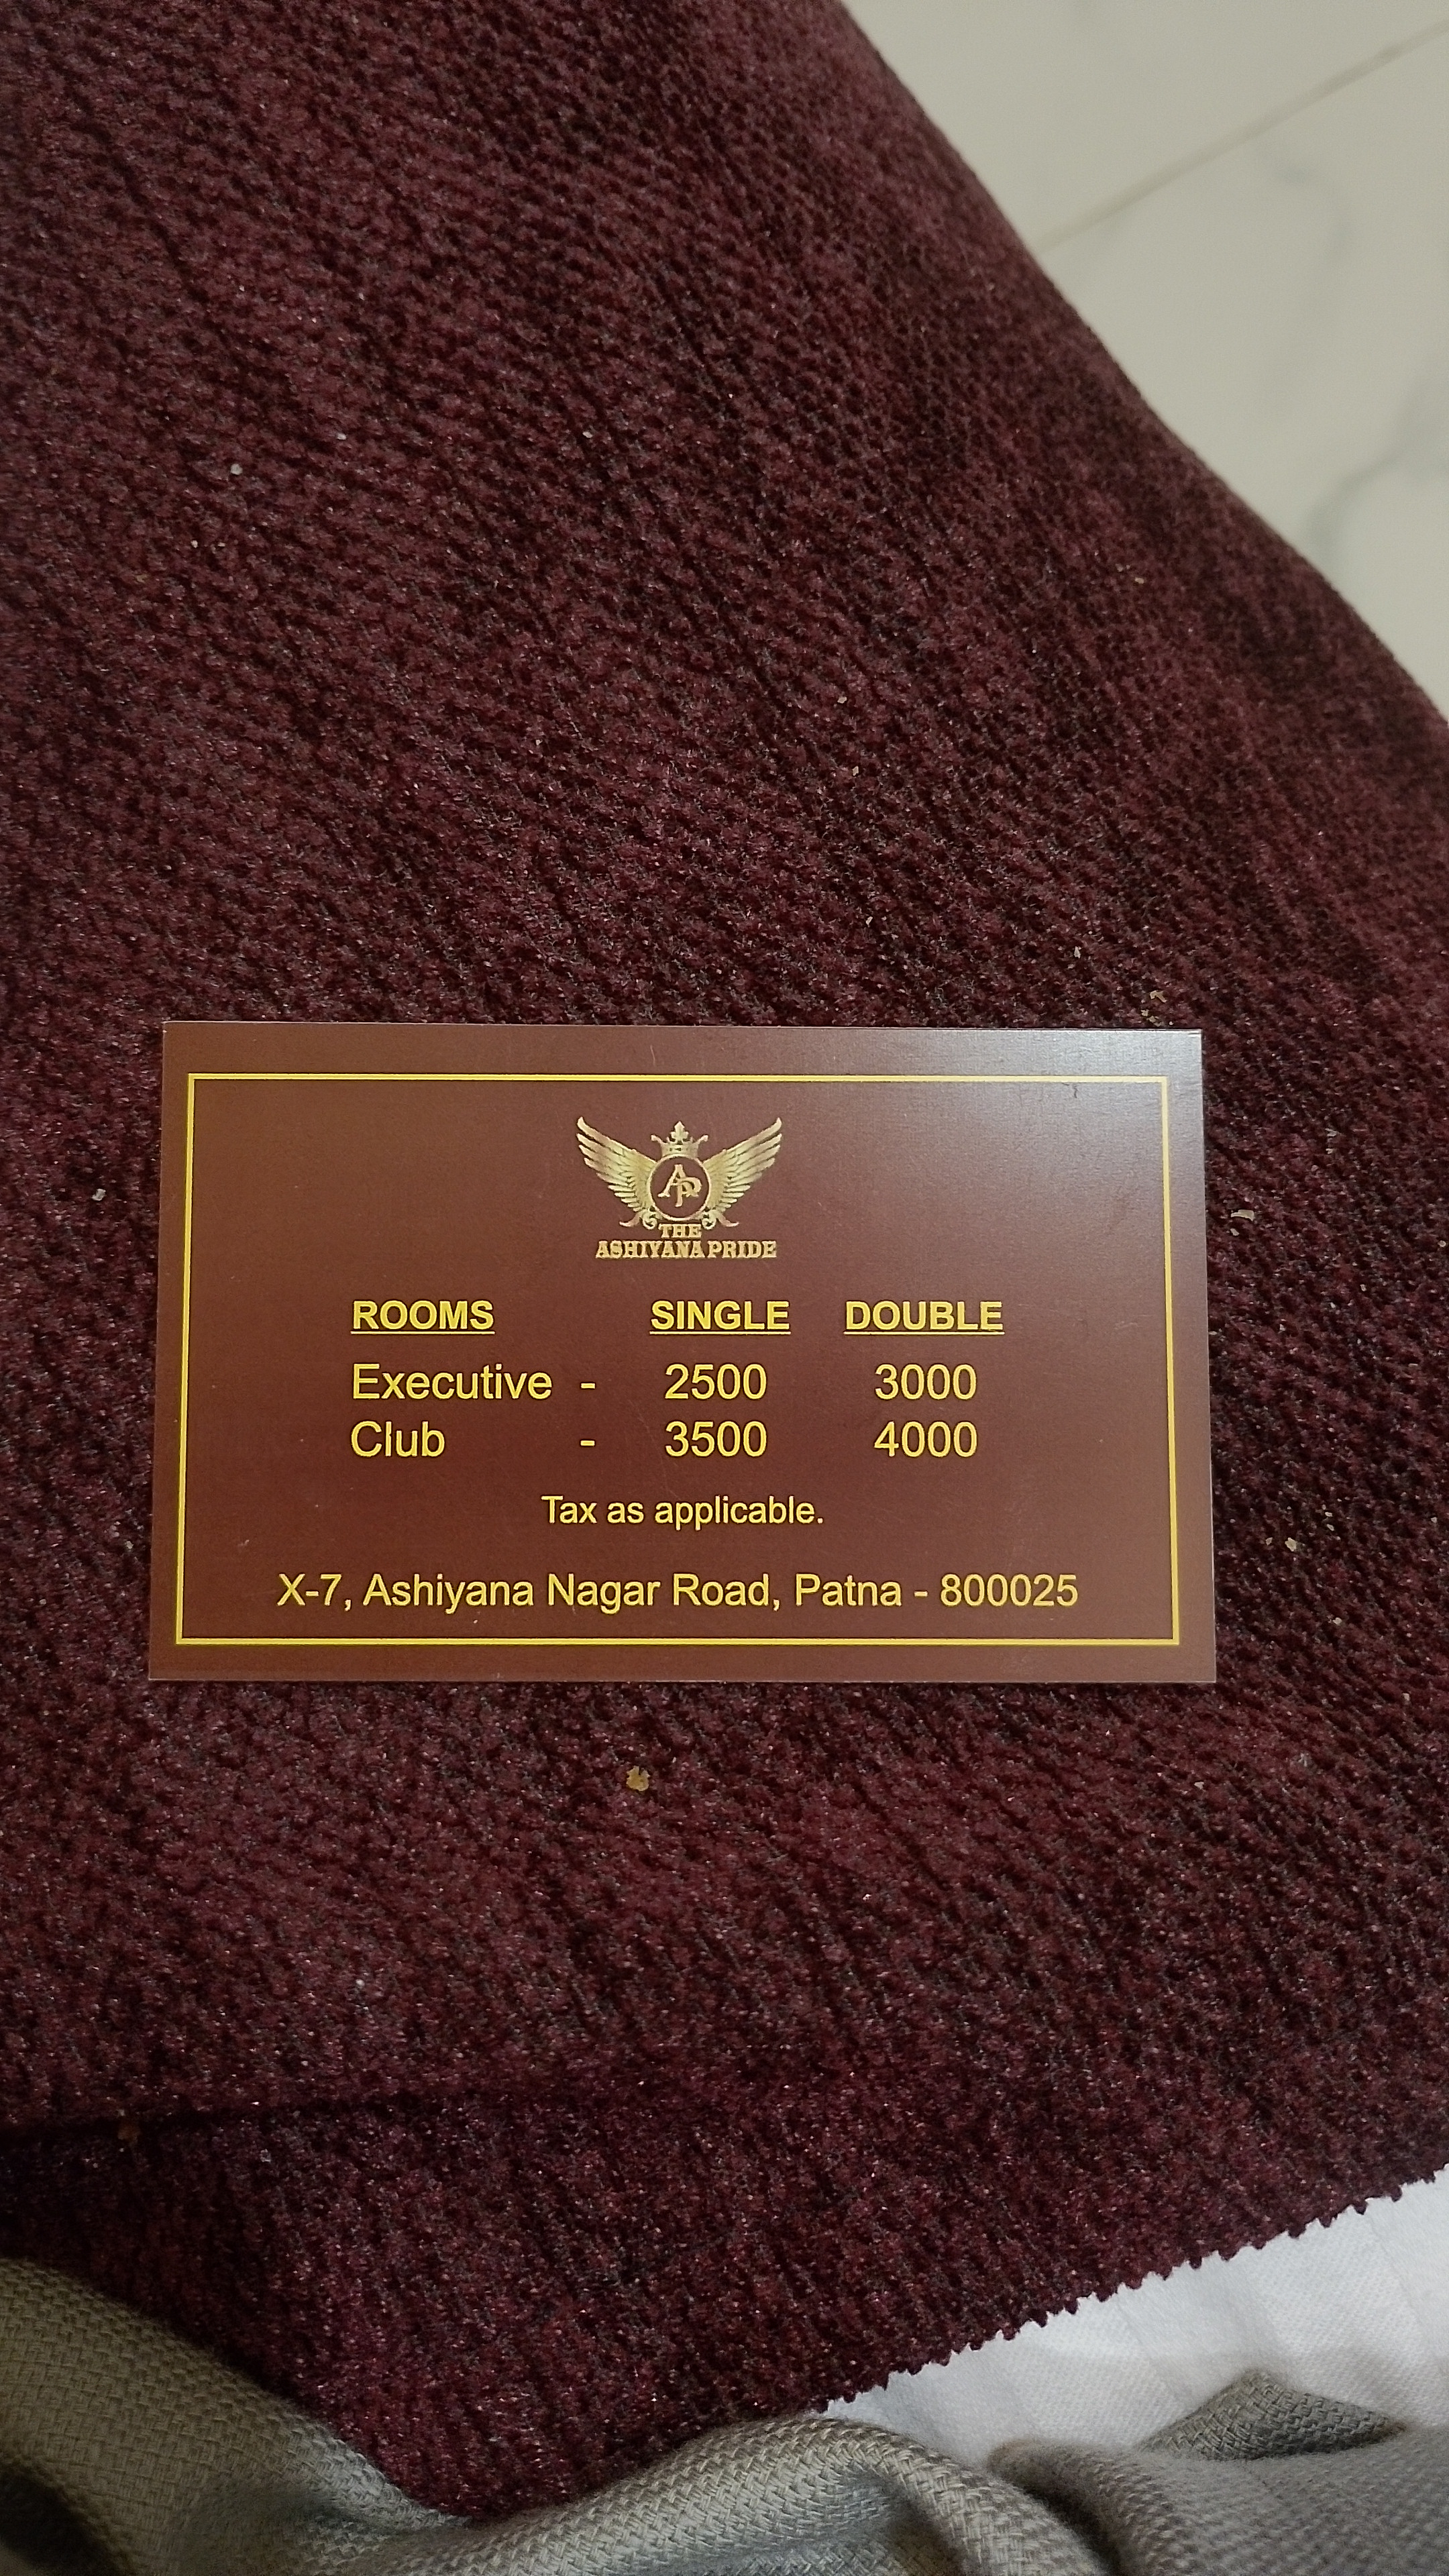 AP
THE
ASHIYANA PRIDE
ROOMS SINGLE DOUBLE
Executive - 2500 3000
Club - 3500 4000
Tax as applicable.
X-7, Ashiyana Nagar Road, Patna - 800025